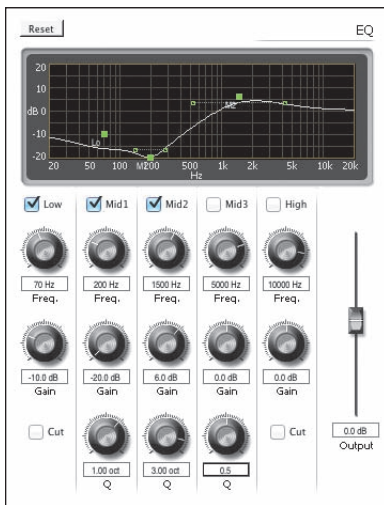 Reset EQ
20
10
dB 0
-10
-20
Lo
M1
M2
20 50 100 200 500 1k 2k 5k 10k 20k
Hz
Low Mid1 Mid2 Mid3 High
70 Hz 200 Hz 1500 Hz 5000 Hz 10000 Hz
Freq. Freq. Freq. Freq. Freq.
-10.0 dB -20.0 dB 6.0 dB 0.0 dB 0.0 dB
Gain Gain Gain Gain Gain
Cut Cut
0.0 dB
Output
1.00 oct 3.00 oct 0.5
Q Q Q